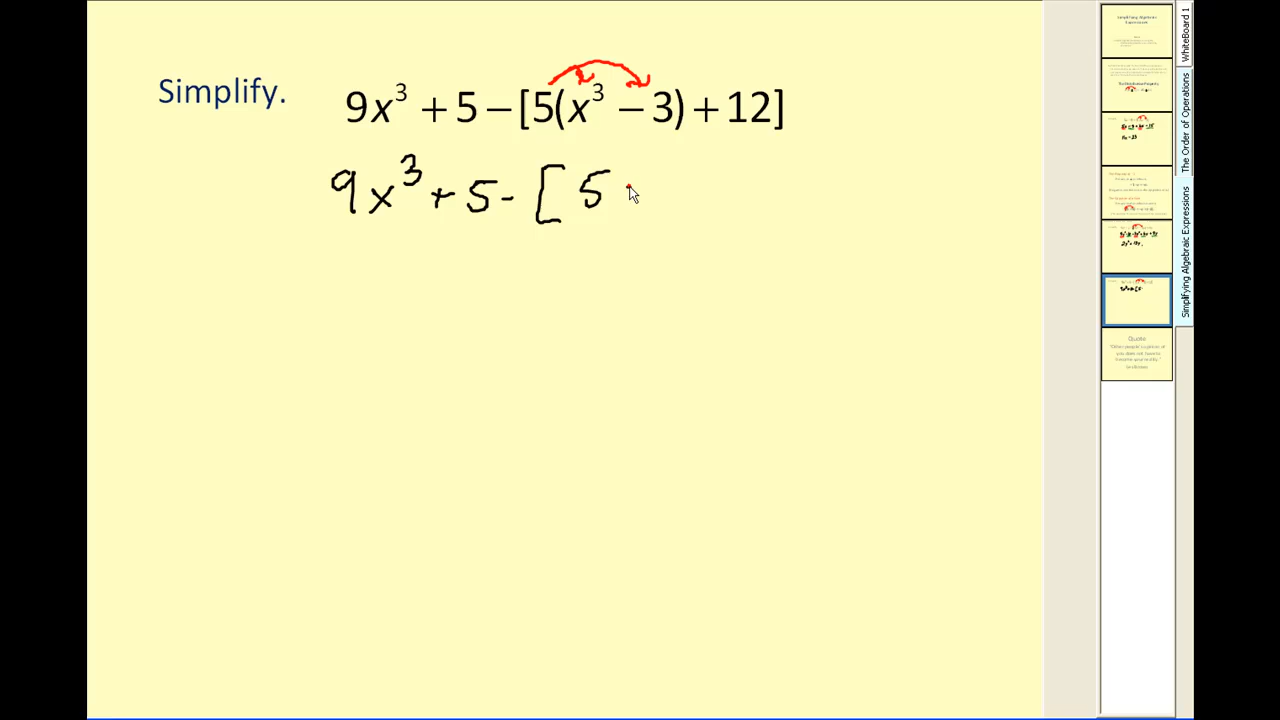 Simplify. 9x³ + 5 − [5(x³ − 3) + 12]
9x³ + 5 - [ 5
WhiteBoard 1
The Order of Operations
Simplifying Algebraic Expressions
Quote